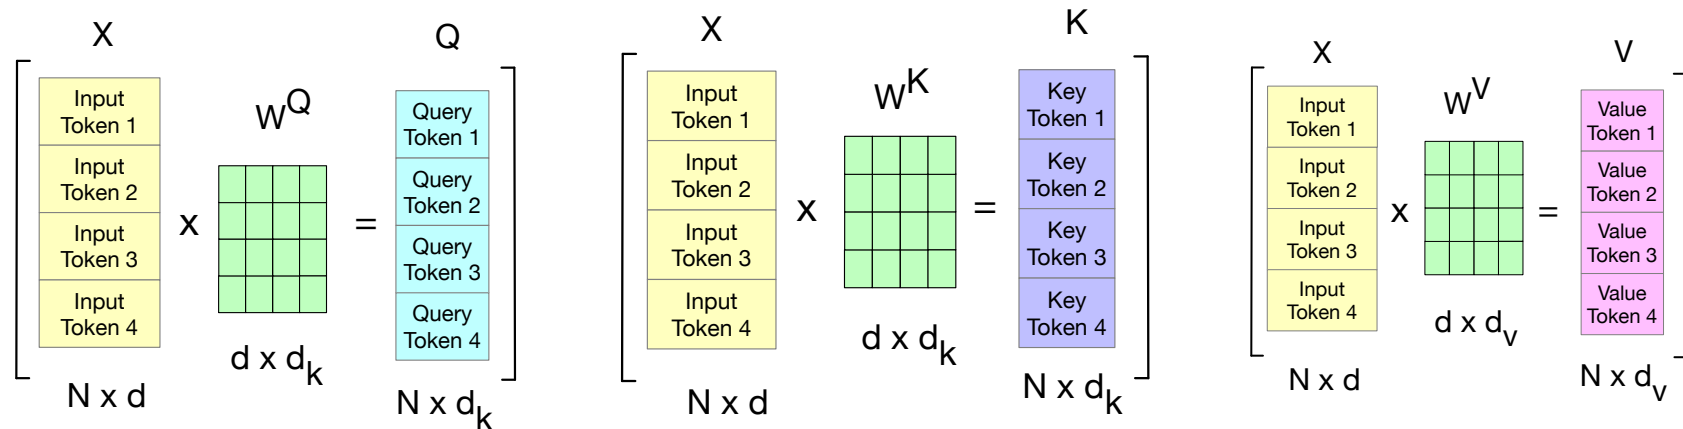 X
Q
W^Q
Input
Token 1
Input
Token 2
Input
Token 3
Input
Token 4
x
=
Query
Token 1
Query
Token 2
Query
Token 3
Query
Token 4
d x d_k
N x d
N x d_k
X
K
W^K
Input
Token 1
Input
Token 2
Input
Token 3
Input
Token 4
x
=
Key
Token 1
Key
Token 2
Key
Token 3
Key
Token 4
d x d_k
N x d
N x d_k
X
V
W^V
Input
Token 1
Input
Token 2
Input
Token 3
Input
Token 4
x
=
Value
Token 1
Value
Token 2
Value
Token 3
Value
Token 4
d x d_v
N x d
N x d_v